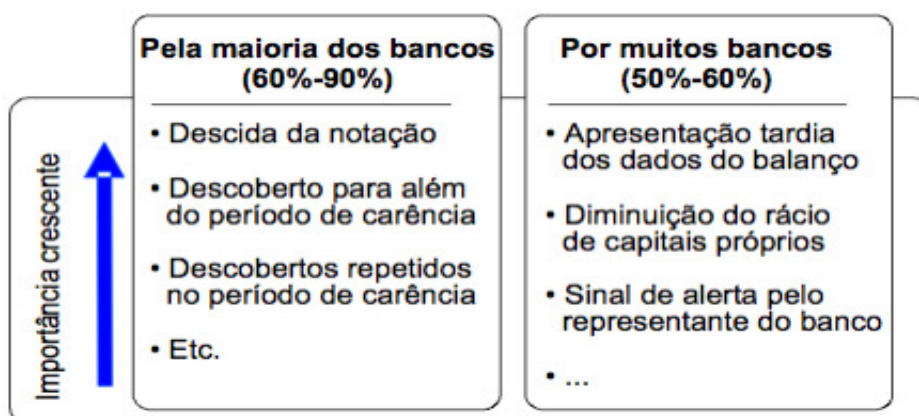 Importância crescente
Pela maioria dos bancos
(60%-90%)
• Descida da notação
• Descoberto para além
do período de carência
• Descobertos repetidos
no período de carência
• Etc.
Por muitos bancos
(50%-60%)
• Apresentação tardia
dos dados do balanço
• Diminuição do rácio
de capitais próprios
• Sinal de alerta pelo
representante do banco
• ...